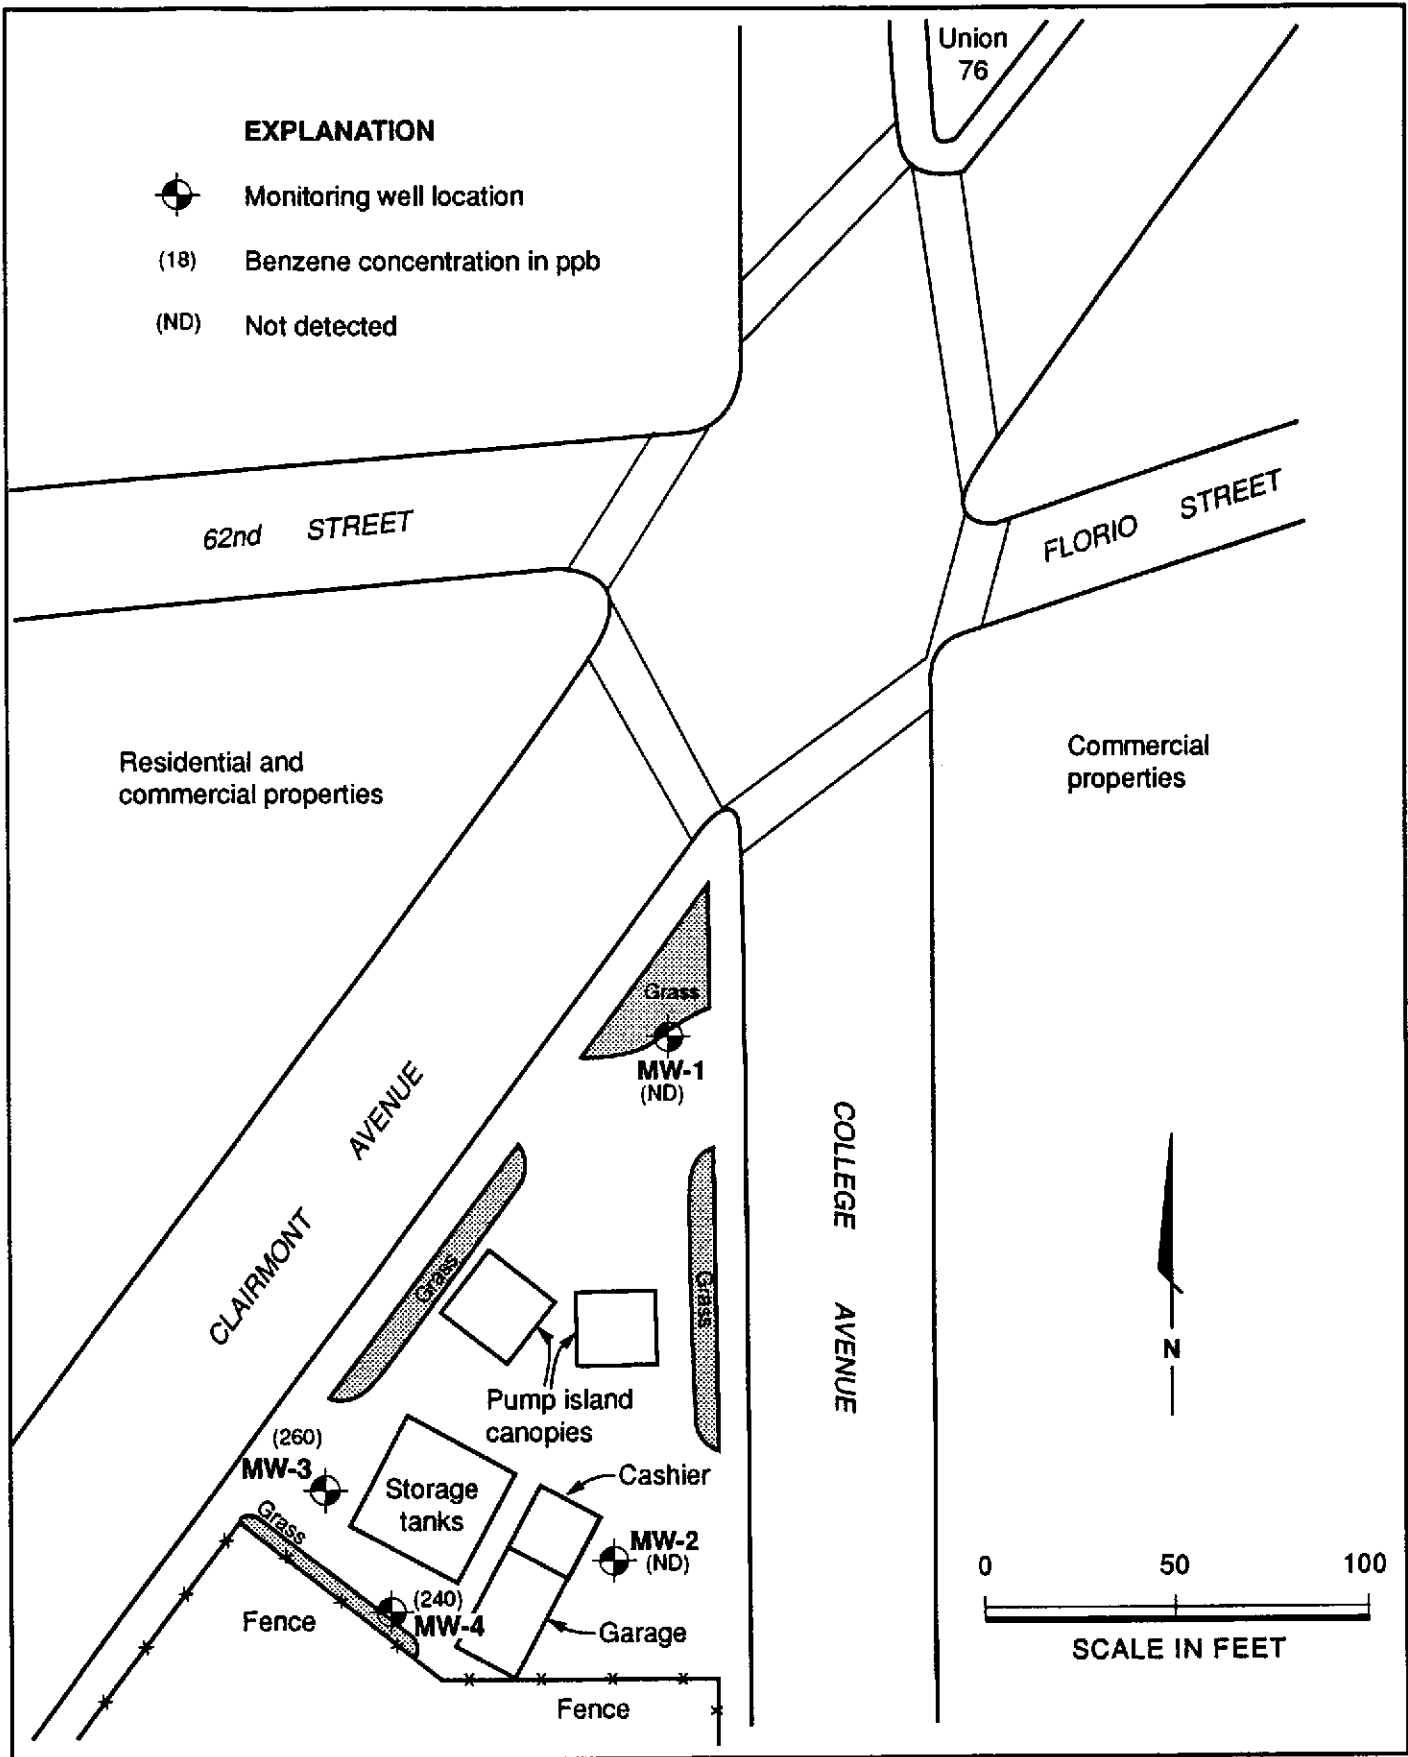 Union
76
EXPLANATION
Monitoring well location
(18) Benzene concentration in ppb
(ND) Not detected
62nd STREET
FLORIO STREET
Residential and
commercial properties
Commercial
properties
Grass
MW-1
(ND)
CLAIRMONT AVENUE
COLLEGE AVENUE
Grass
Grass
Pump island
canopies
N
(260)
MW-3
Storage
tanks
Cashier
Grass
MW-2
(ND)
(240)
MW-4
Fence
Garage
Fence
0 50 100
SCALE IN FEET